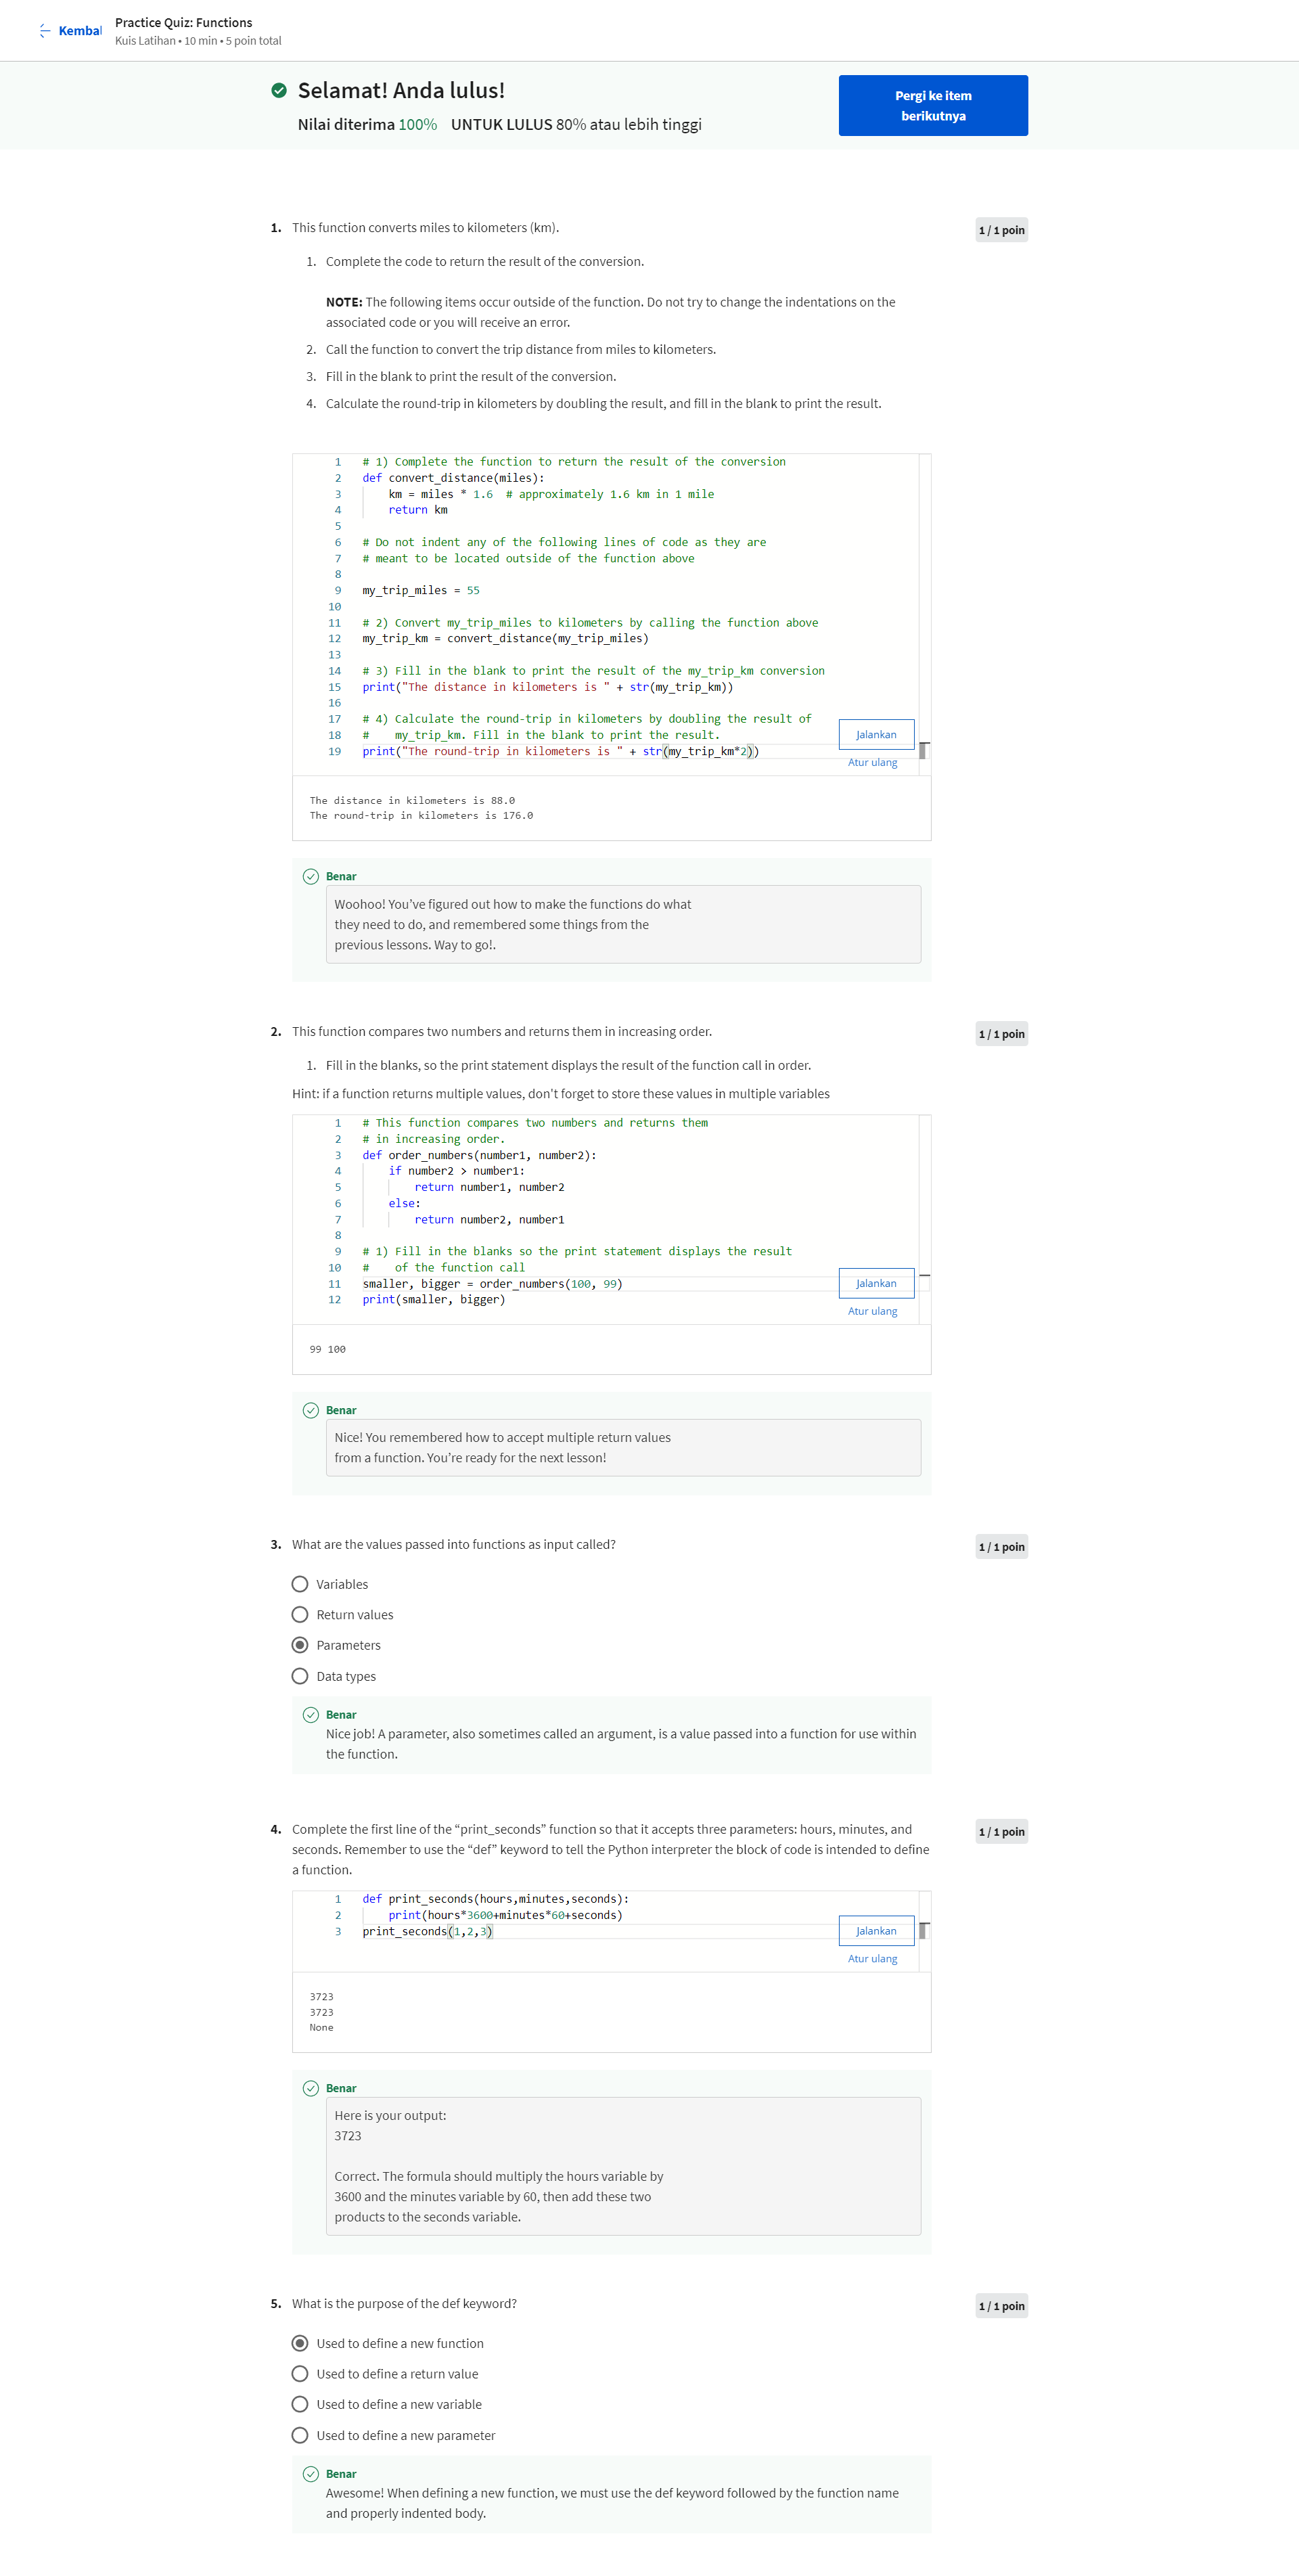 Kembal
Practice Quiz: Functions
Kuis Latihan • 10 min • 5 poin total
Selamat! Anda lulus!
Nilai diterima 100% UNTUK LULUS 80% atau lebih tinggi
Pergi ke item
berikutnya
1. This function converts miles to kilometers (km).
1 / 1 poin
1. Complete the code to return the result of the conversion.
NOTE: The following items occur outside of the function. Do not try to change the indentations on the
associated code or you will receive an error.
2. Call the function to convert the trip distance from miles to kilometers.
3. Fill in the blank to print the result of the conversion.
4. Calculate the round-trip in kilometers by doubling the result, and fill in the blank to print the result.
1 # 1) Complete the function to return the result of the conversion
2 def convert_distance(miles):
3     km = miles * 1.6  # approximately 1.6 km in 1 mile
4     return km
5
6 # Do not indent any of the following lines of code as they are
7 # meant to be located outside of the function above
8
9 my_trip_miles = 55
10
11 # 2) Convert my_trip_miles to kilometers by calling the function above
12 my_trip_km = convert_distance(my_trip_miles)
13
14 # 3) Fill in the blank to print the result of the my_trip_km conversion
15 print("The distance in kilometers is " + str(my_trip_km))
16
17 # 4) Calculate the round-trip in kilometers by doubling the result of
18 #    my_trip_km. Fill in the blank to print the result.
19 print("The round-trip in kilometers is " + str(my_trip_km*2))
Jalankan
Atur ulang
The distance in kilometers is 88.0
The round-trip in kilometers is 176.0
Benar
Woohoo! You’ve figured out how to make the functions do what
they need to do, and remembered some things from the
previous lessons. Way to go!.
2. This function compares two numbers and returns them in increasing order.
1 / 1 poin
1. Fill in the blanks, so the print statement displays the result of the function call in order.
Hint: if a function returns multiple values, don't forget to store these values in multiple variables
1 # This function compares two numbers and returns them
2 # in increasing order.
3 def order_numbers(number1, number2):
4     if number2 > number1:
5         return number1, number2
6     else:
7         return number2, number1
8
9 # 1) Fill in the blanks so the print statement displays the result
10 #    of the function call
11 smaller, bigger = order_numbers(100, 99)
12 print(smaller, bigger)
Jalankan
Atur ulang
99 100
Benar
Nice! You remembered how to accept multiple return values
from a function. You’re ready for the next lesson!
3. What are the values passed into functions as input called?
1 / 1 poin
Variables
Return values
Parameters
Data types
Benar
Nice job! A parameter, also sometimes called an argument, is a value passed into a function for use within
the function.
4. Complete the first line of the “print_seconds” function so that it accepts three parameters: hours, minutes, and
seconds. Remember to use the “def” keyword to tell the Python interpreter the block of code is intended to define
a function.
1 / 1 poin
1 def print_seconds(hours,minutes,seconds):
2     print(hours*3600+minutes*60+seconds)
3 print_seconds(1,2,3)
Jalankan
Atur ulang
3723
3723
None
Benar
Here is your output:
3723
Correct. The formula should multiply the hours variable by
3600 and the minutes variable by 60, then add these two
products to the seconds variable.
5. What is the purpose of the def keyword?
1 / 1 poin
Used to define a new function
Used to define a return value
Used to define a new variable
Used to define a new parameter
Benar
Awesome! When defining a new function, we must use the def keyword followed by the function name
and properly indented body.